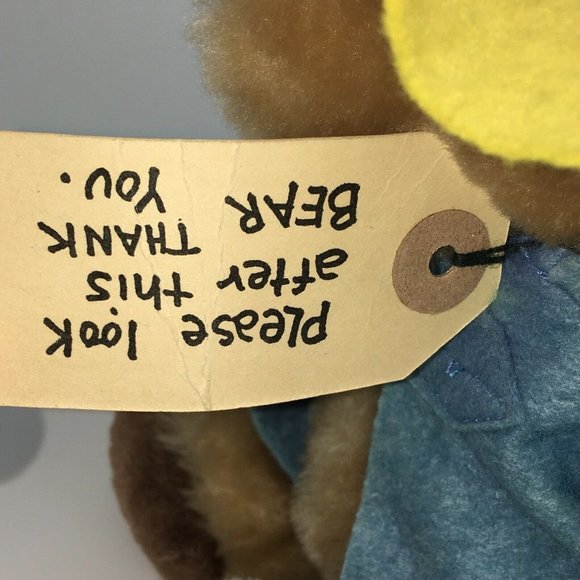 please look
after this
BEAR THANK
YOU.